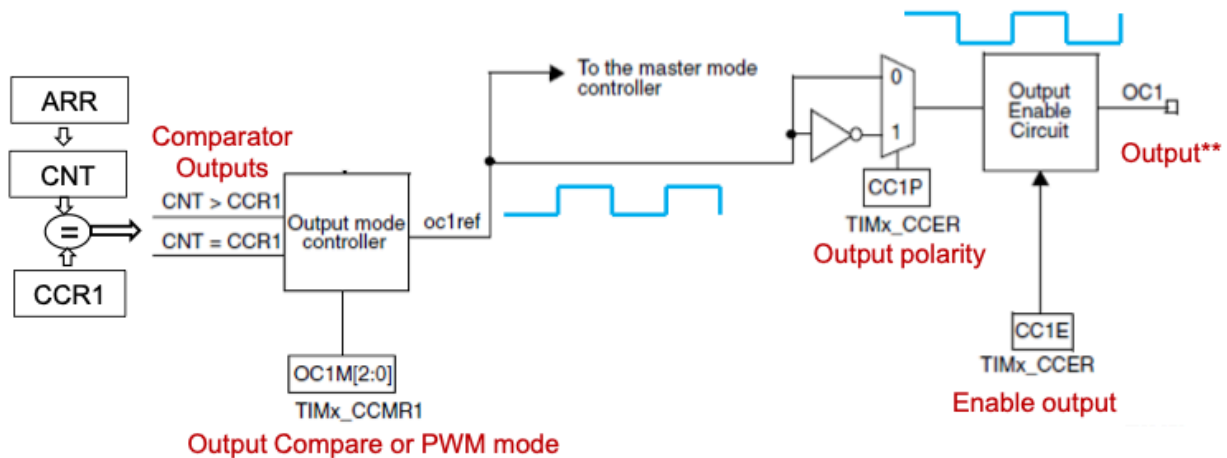 ARR
CNT
=
CCR1
Comparator
Outputs
CNT > CCR1
CNT = CCR1
Output mode
controller
oc1ref
OC1M[2:0]
TIMx_CCMR1
Output Compare or PWM mode
To the master mode
controller
0
1
CC1P
TIMx_CCER
Output polarity
Output
Enable
Circuit
OC1
Output**
CC1E
TIMx_CCER
Enable output